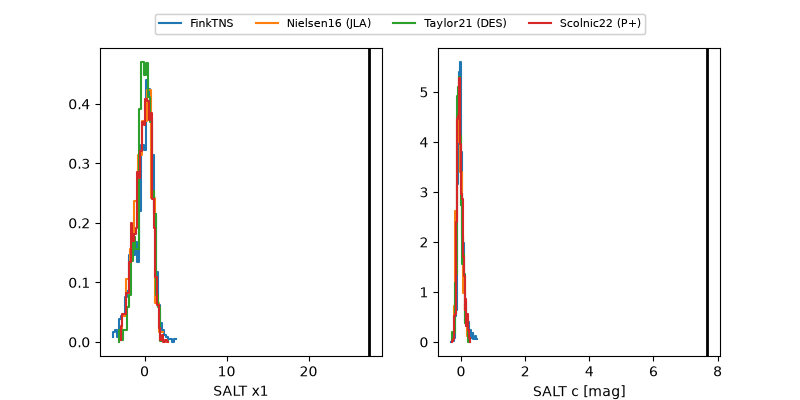 FinkTNS Nielsen16 (JLA) Taylor21 (DES) Scolnic22 (P+)
0.4
0.3
0.2
0.1
0.0
0 10 20
SALT x1
5
4
3
2
1
0
0 2 4 6 8
SALT c [mag]